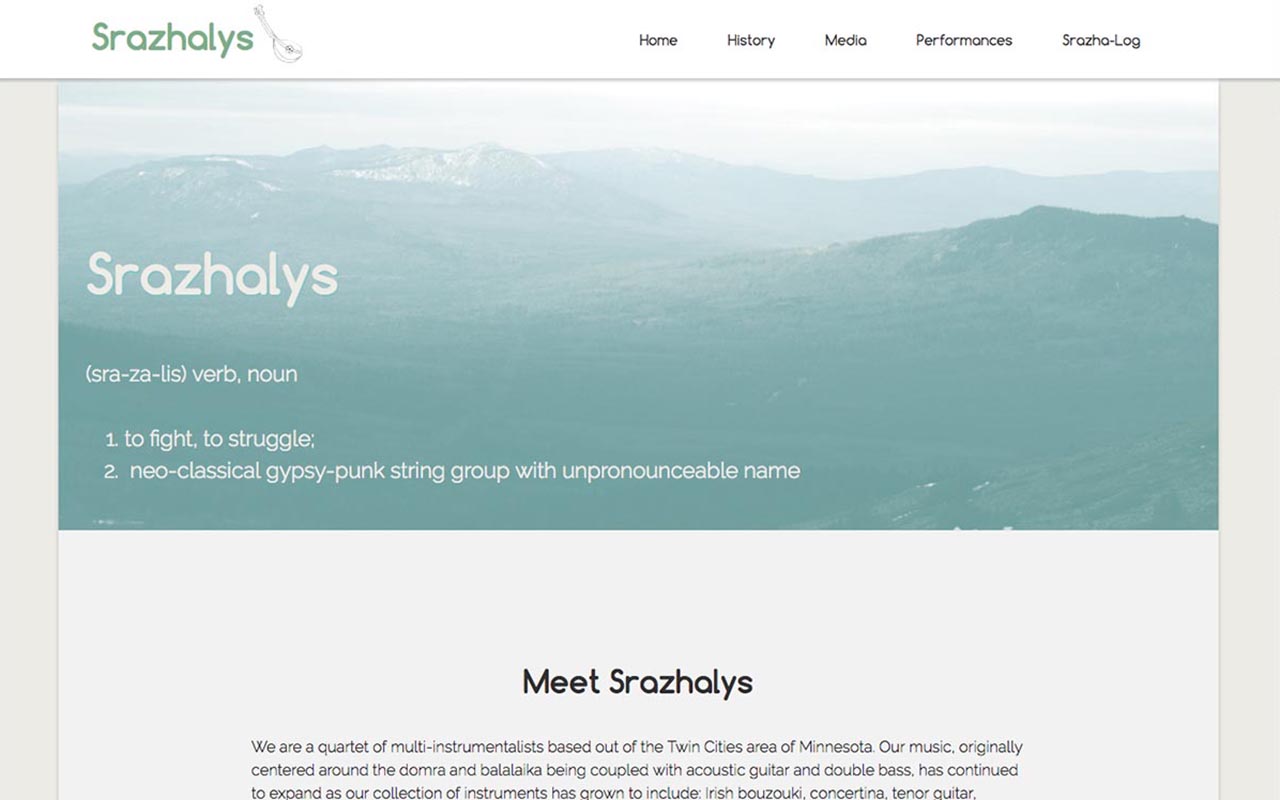 Srazhalys
Home History Media Performances Srazha-Log
Srazhalys
(sra-za-lis) verb, noun
1. to fight, to struggle;
2. neo-classical gypsy-punk string group with unpronounceable name
Meet Srazhalys
We are a quartet of multi-instrumentalists based out of the Twin Cities area of Minnesota. Our music, originally
centered around the domra and balalaika being coupled with acoustic guitar and double bass, has continued
to expand as our collection of instruments has grown to include: Irish bouzouki, concertina, tenor guitar,